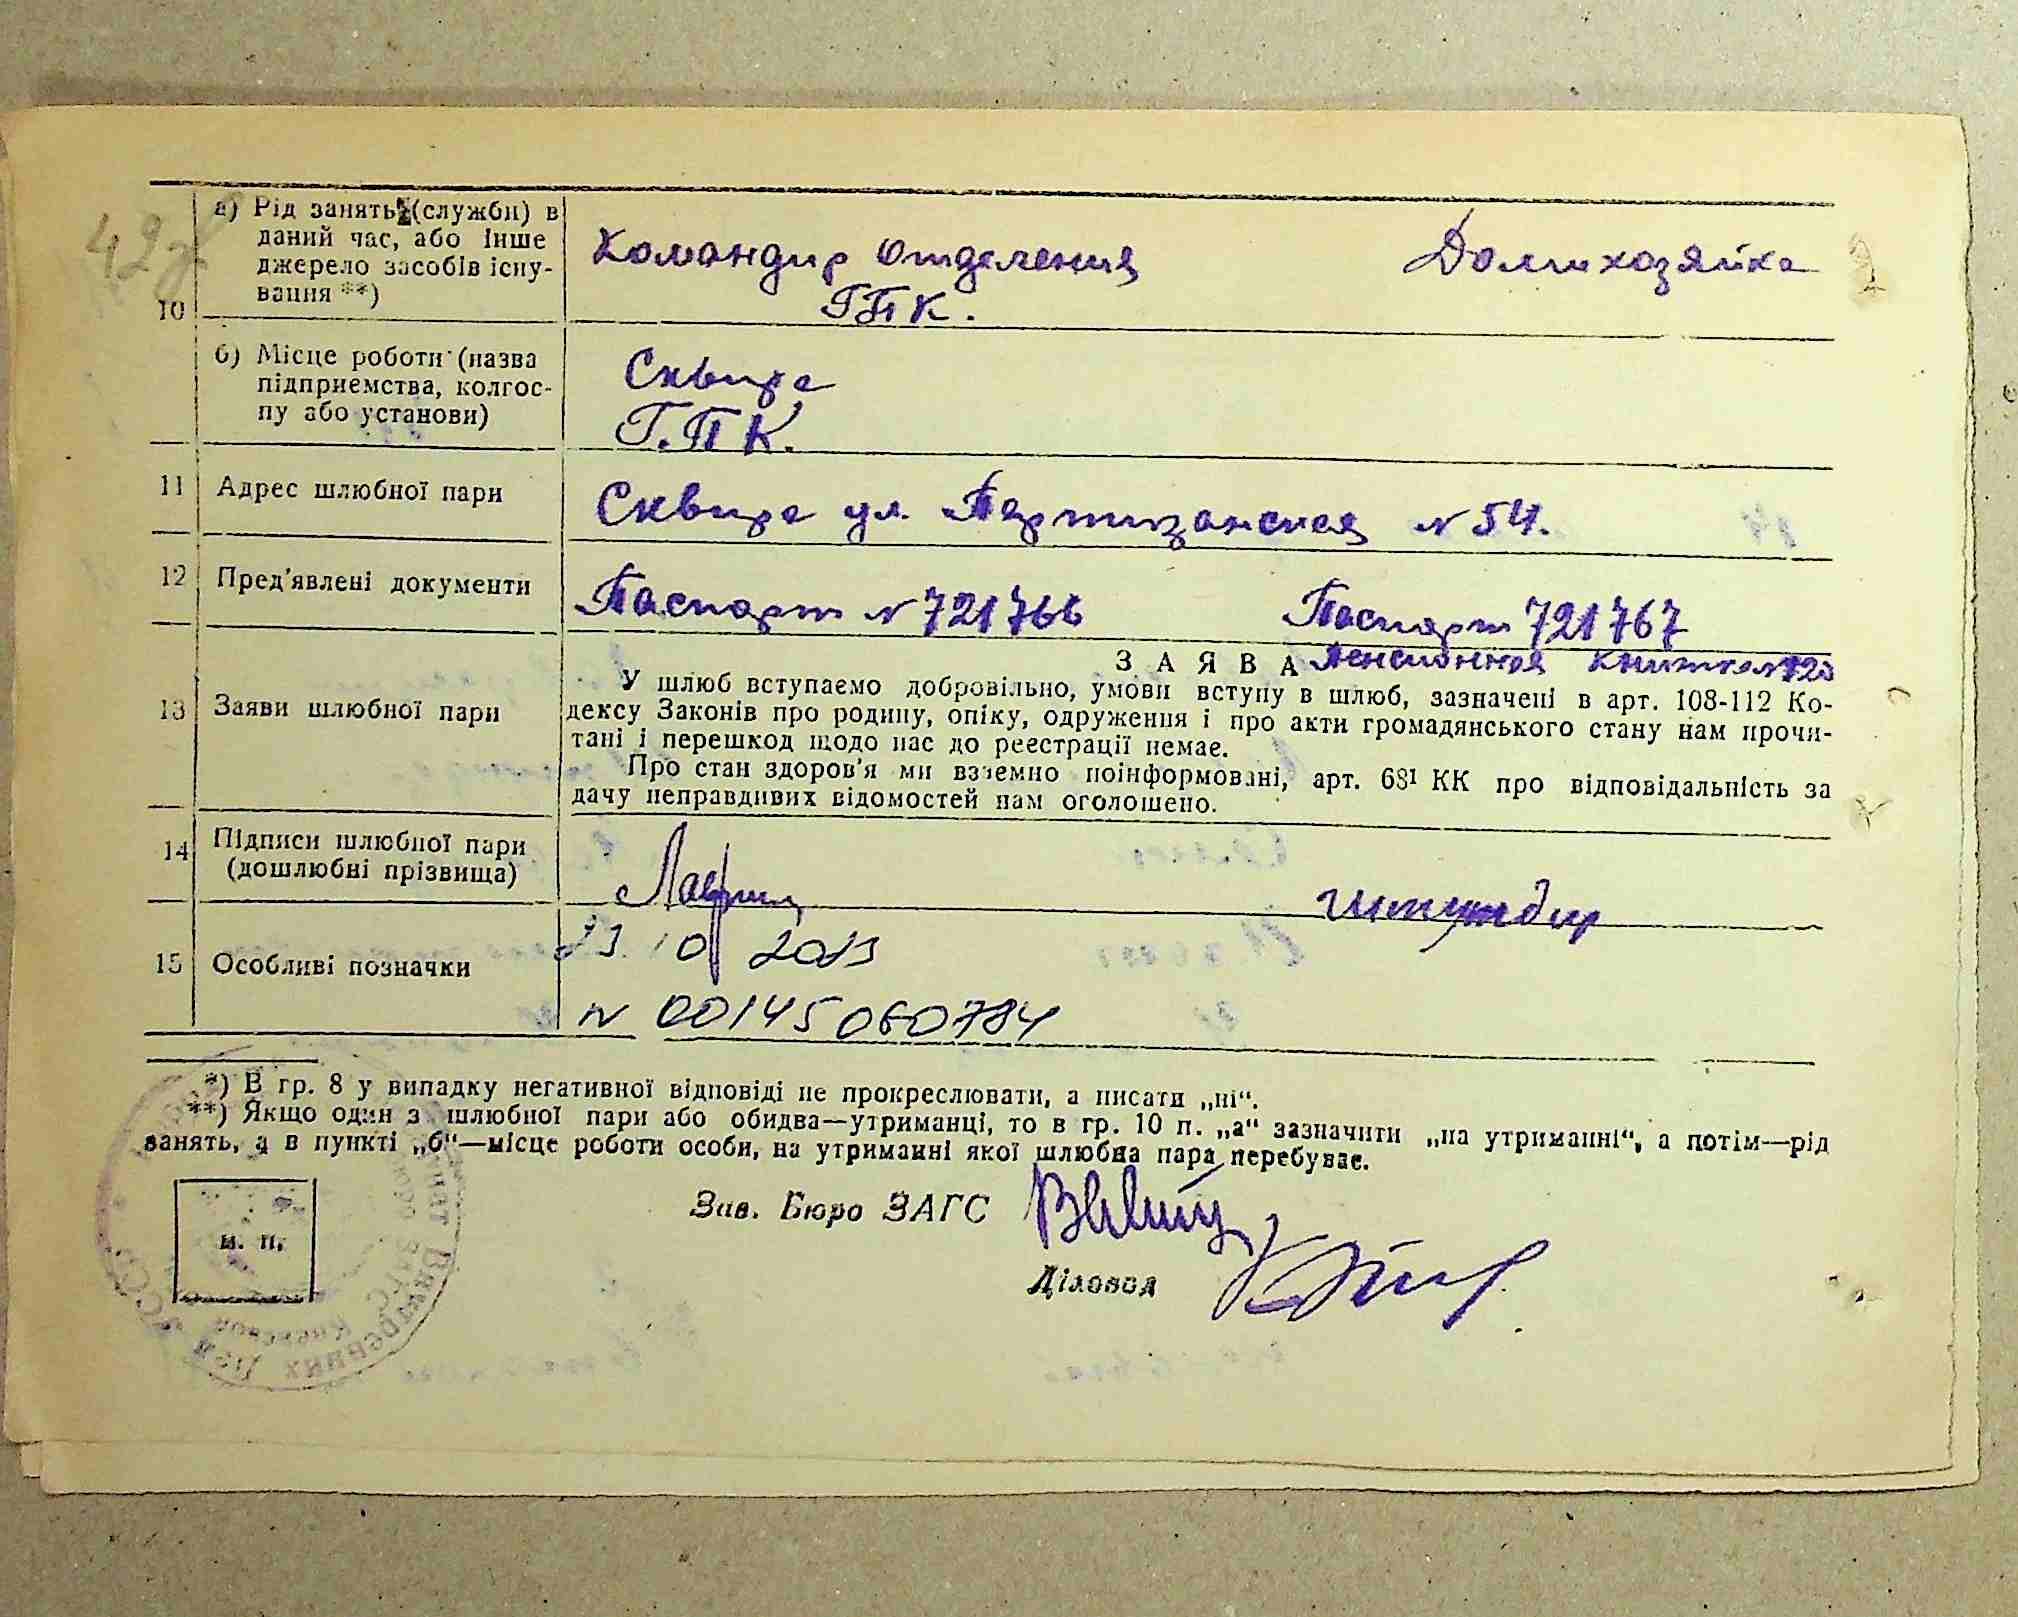 42
10
а) Рід занять (служби) в
даний час, або інше
джерело засобів існу-
вання **)
Командир Отделения
ГПК.
Домохозяйка
б) Місце роботи (назва
підприємства, колгос-
пу або установи)
Сквира
Г.П.К.
11 Адрес шлюбної пари
Сквира ул. Партизанская N 54.
12 Пред'явлені документи
Паспорт N 721766 Паспорт 721767
Пенсионная книжка
13 Заяви шлюбної пари
ЗАЯВА
У шлюб вступаємо добровільно, умови вступу в шлюб, зазначені в арт. 108-112 Ко-
дексу Законів про родину, опіку, одруження і про акти громадянського стану нам прочи-
тані і перешкод щодо нас до реєстрації немає.
Про стан здоров'я ми взаємно поінформовані, арт. 68¹ КК про відповідальність за
дачу неправдивих відомостей нам оголошено.
14 Підписи шлюбної пари
(дошлюбні прізвища)
15 Особливі позначки
23.10 2013
N 00145060784
*) В гр. 8 у випадку негативної відповіді не прокреслювати, а писати „ні“.
**) Якщо один з шлюбної пари або обидва—утриманці, то в гр. 10 п. „а“ зазначити „на утриманні“, а потім—рід
занять, а в пункті „б“—місце роботи особи, на утриманні якої шлюбна пара перебуває.
м. п.
Зав. Бюро ЗАГС
Діловод